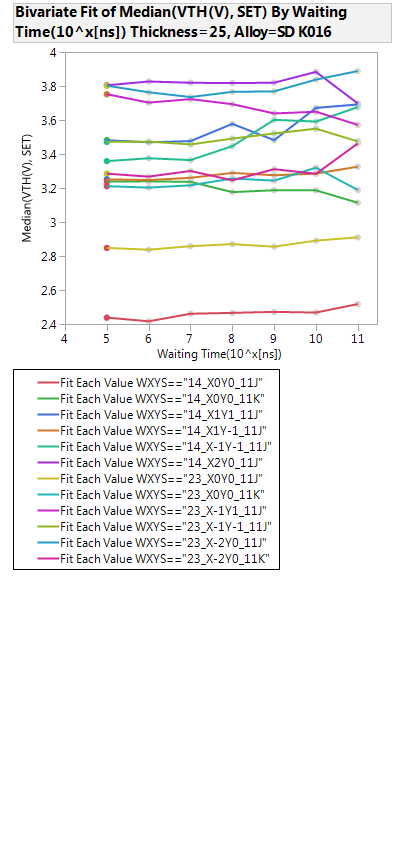 Bivariate Fit of Median(VTH(V), SET) By Waiting
Time(10^x[ns]) Thickness=25, Alloy=SD K016
4
3.8
3.6
3.4
3.2
3
2.8
2.6
2.4
Median(VTH(V), SET)
4 5 6 7 8 9 10 11
Waiting Time(10^x[ns])
Fit Each Value WXYS=="14_X0Y0_11J"
Fit Each Value WXYS=="14_X0Y0_11K"
Fit Each Value WXYS=="14_X1Y1_11J"
Fit Each Value WXYS=="14_X1Y-1_11J"
Fit Each Value WXYS=="14_X-1Y-1_11J"
Fit Each Value WXYS=="14_X2Y0_11J"
Fit Each Value WXYS=="23_X0Y0_11J"
Fit Each Value WXYS=="23_X0Y0_11K"
Fit Each Value WXYS=="23_X-1Y1_11J"
Fit Each Value WXYS=="23_X-1Y-1_11J"
Fit Each Value WXYS=="23_X-2Y0_11J"
Fit Each Value WXYS=="23_X-2Y0_11K"